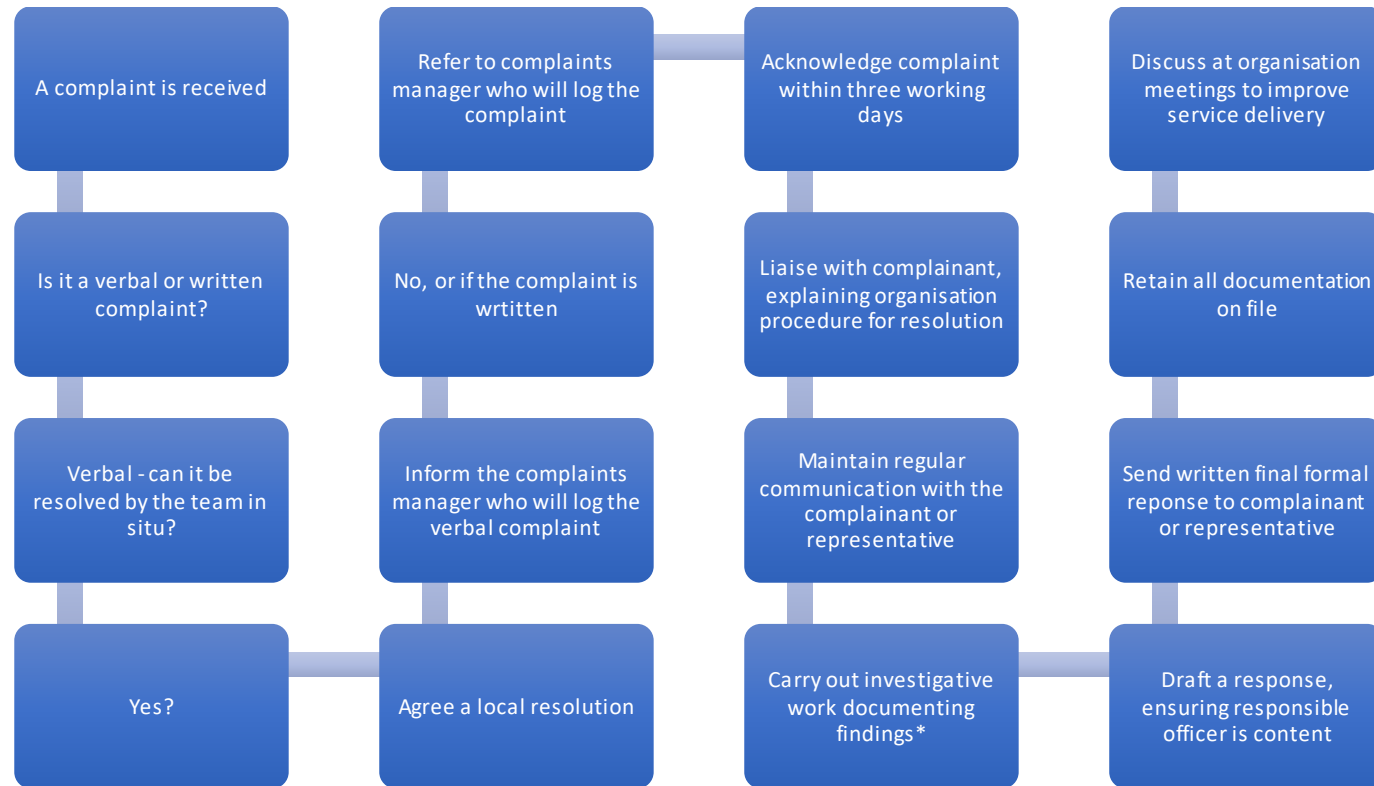 A complaint is received
Is it a verbal or written
complaint?
Verbal - can it be
resolved by the team in
situ?
Yes?
Agree a local resolution
Inform the complaints
manager who will log the
verbal complaint
No, or if the complaint is
wrtitten
Refer to complaints
manager who will log the
complaint
Acknowledge complaint
within three working
days
Liaise with complainant,
explaining organisation
procedure for resolution
Maintain regular
communication with the
complainant or
representative
Carry out investigative
work documenting
findings*
Draft a response,
ensuring responsible
officer is content
Send written final formal
reponse to complainant
or representative
Retain all documentation
on file
Discuss at organisation
meetings to improve
service delivery